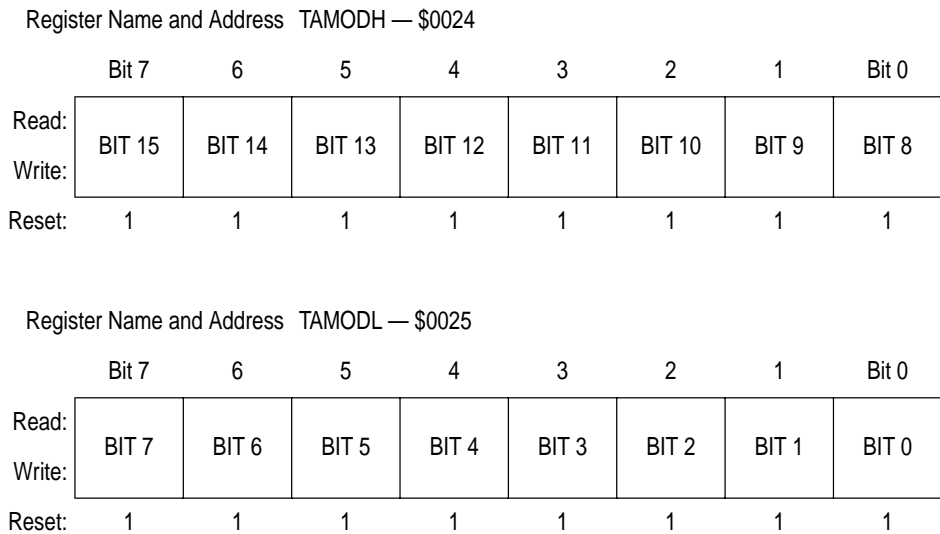 Register Name and Address TAMODH — $0024
Bit 7 6 5 4 3 2 1 Bit 0
Read:
BIT 15 BIT 14 BIT 13 BIT 12 BIT 11 BIT 10 BIT 9 BIT 8
Write:
Reset: 1 1 1 1 1 1 1 1
Register Name and Address TAMODL — $0025
Bit 7 6 5 4 3 2 1 Bit 0
Read:
BIT 7 BIT 6 BIT 5 BIT 4 BIT 3 BIT 2 BIT 1 BIT 0
Write:
Reset: 1 1 1 1 1 1 1 1